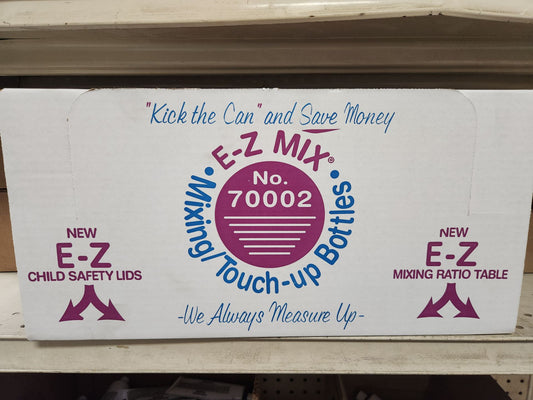 "Kick the Can" and Save Money
E-Z MIX®
No.
70002
• Mixing/Touch-up Bottles •
NEW
E-Z
CHILD SAFETY LIDS
NEW
E-Z
MIXING RATIO TABLE
-We Always Measure Up-